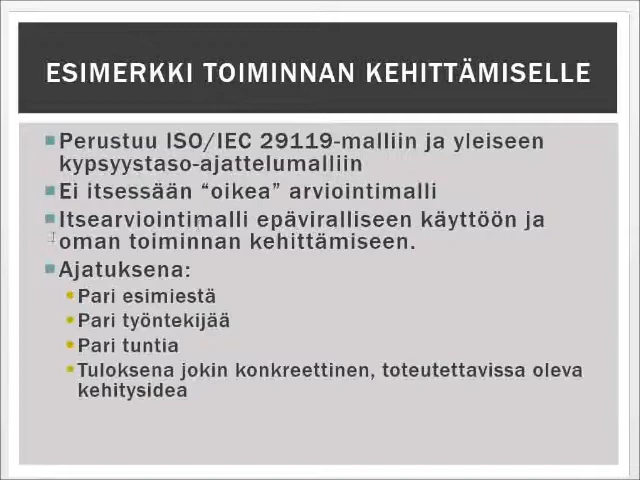 ESIMERKKI TOIMINNAN KEHITTÄMISELLE
Perustuu ISO/IEC 29119-malliin ja yleiseen
kypsyystaso-ajattelumalliin
Ei itsessään “oikea” arviointimalli
Itsearviointimalli epäviralliseen käyttöön ja
oman toiminnan kehittämiseen.
Ajatuksena:
Pari esimiestä
Pari työntekijää
Pari tuntia
Tuloksena jokin konkreettinen, toteutettavissa oleva
kehitysidea